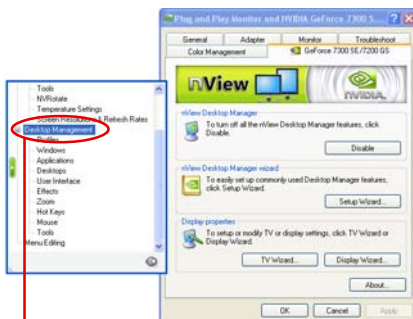 Plug and Play Monitor and NVIDIA GeForce 7300 S...
General
Adapter
Monitor
Troubleshoot
Color Management
GeForce 7300 SE/7200 GS
nView
NVIDIA.
nView Desktop Manager
To turn off all the nView Desktop Manager features, click
Disable.
Disable
nView Desktop Manager wizard
To easily set up commonly used Desktop Manager features,
click Setup Wizard.
Setup Wizard...
Display properties
To setup or modify TV or display settings, click TV Wizard or
Display Wizard.
TV Wizard...
Display Wizard...
About...
OK
Cancel
Apply
Tools
NVRotate
Temperature Settings
Screen Resolutions & Refresh Rates
Desktop Management
Profiles
Windows
Applications
Desktops
User Interface
Effects
Zoom
Hot Keys
Mouse
Tools
Menu Editing